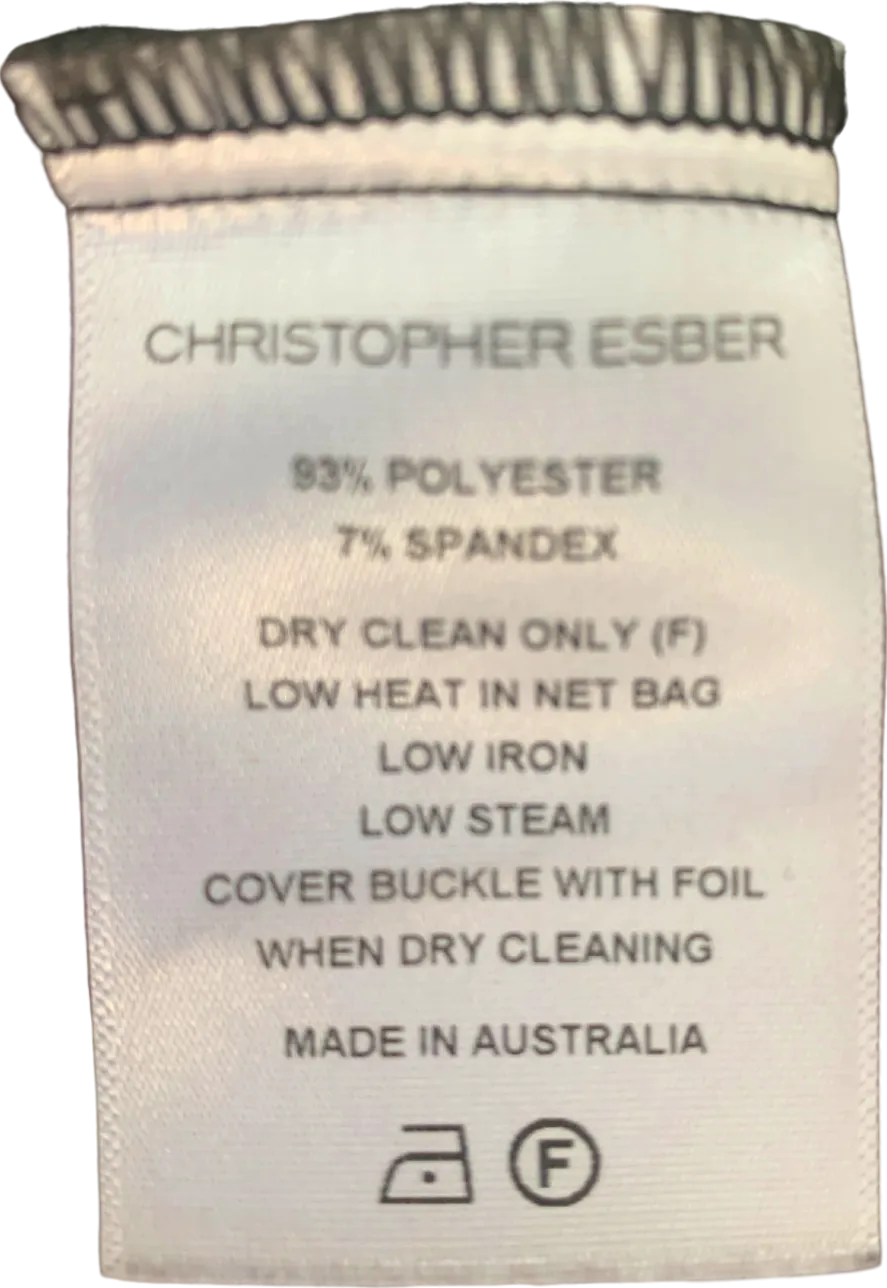 CHRISTOPHER ESBER
93% POLYESTER
7% SPANDEX
DRY CLEAN ONLY (F)
LOW HEAT IN NET BAG
LOW IRON
LOW STEAM
COVER BUCKLE WITH FOIL
WHEN DRY CLEANING
MADE IN AUSTRALIA
F